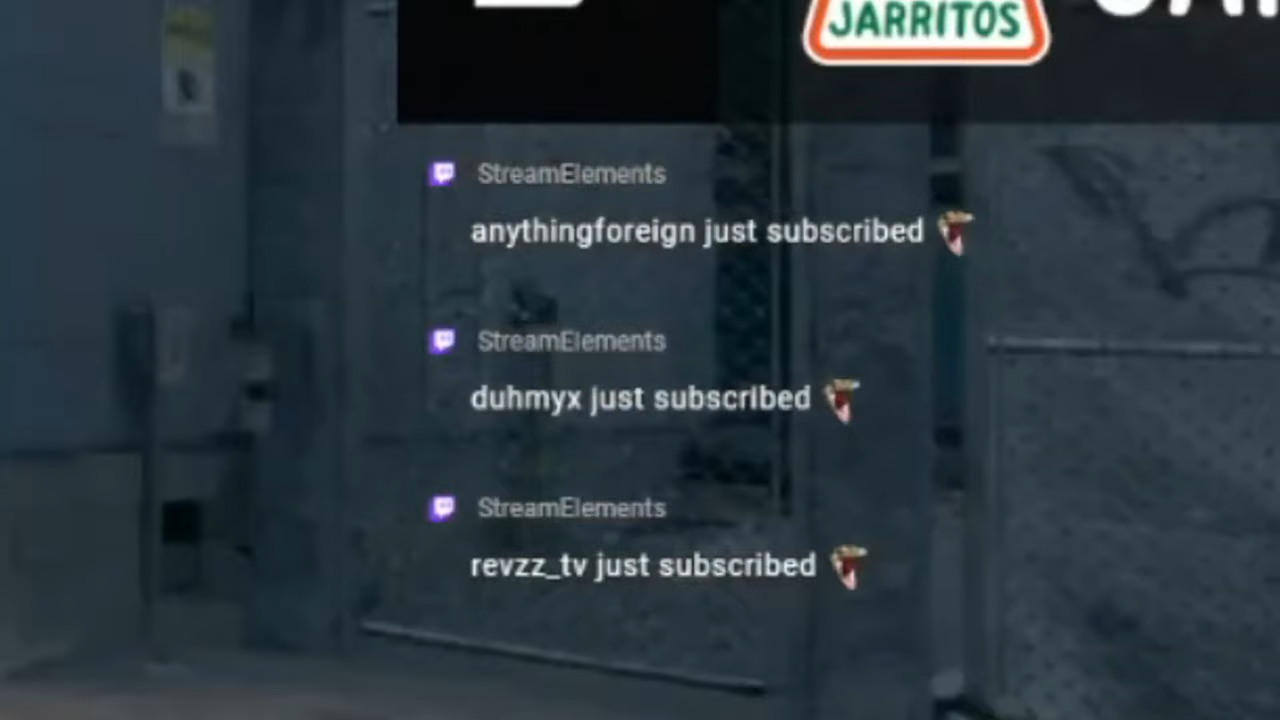 JARRITOS
StreamElements
anythingforeign just subscribed
StreamElements
duhmyx just subscribed
StreamElements
revzz_tv just subscribed